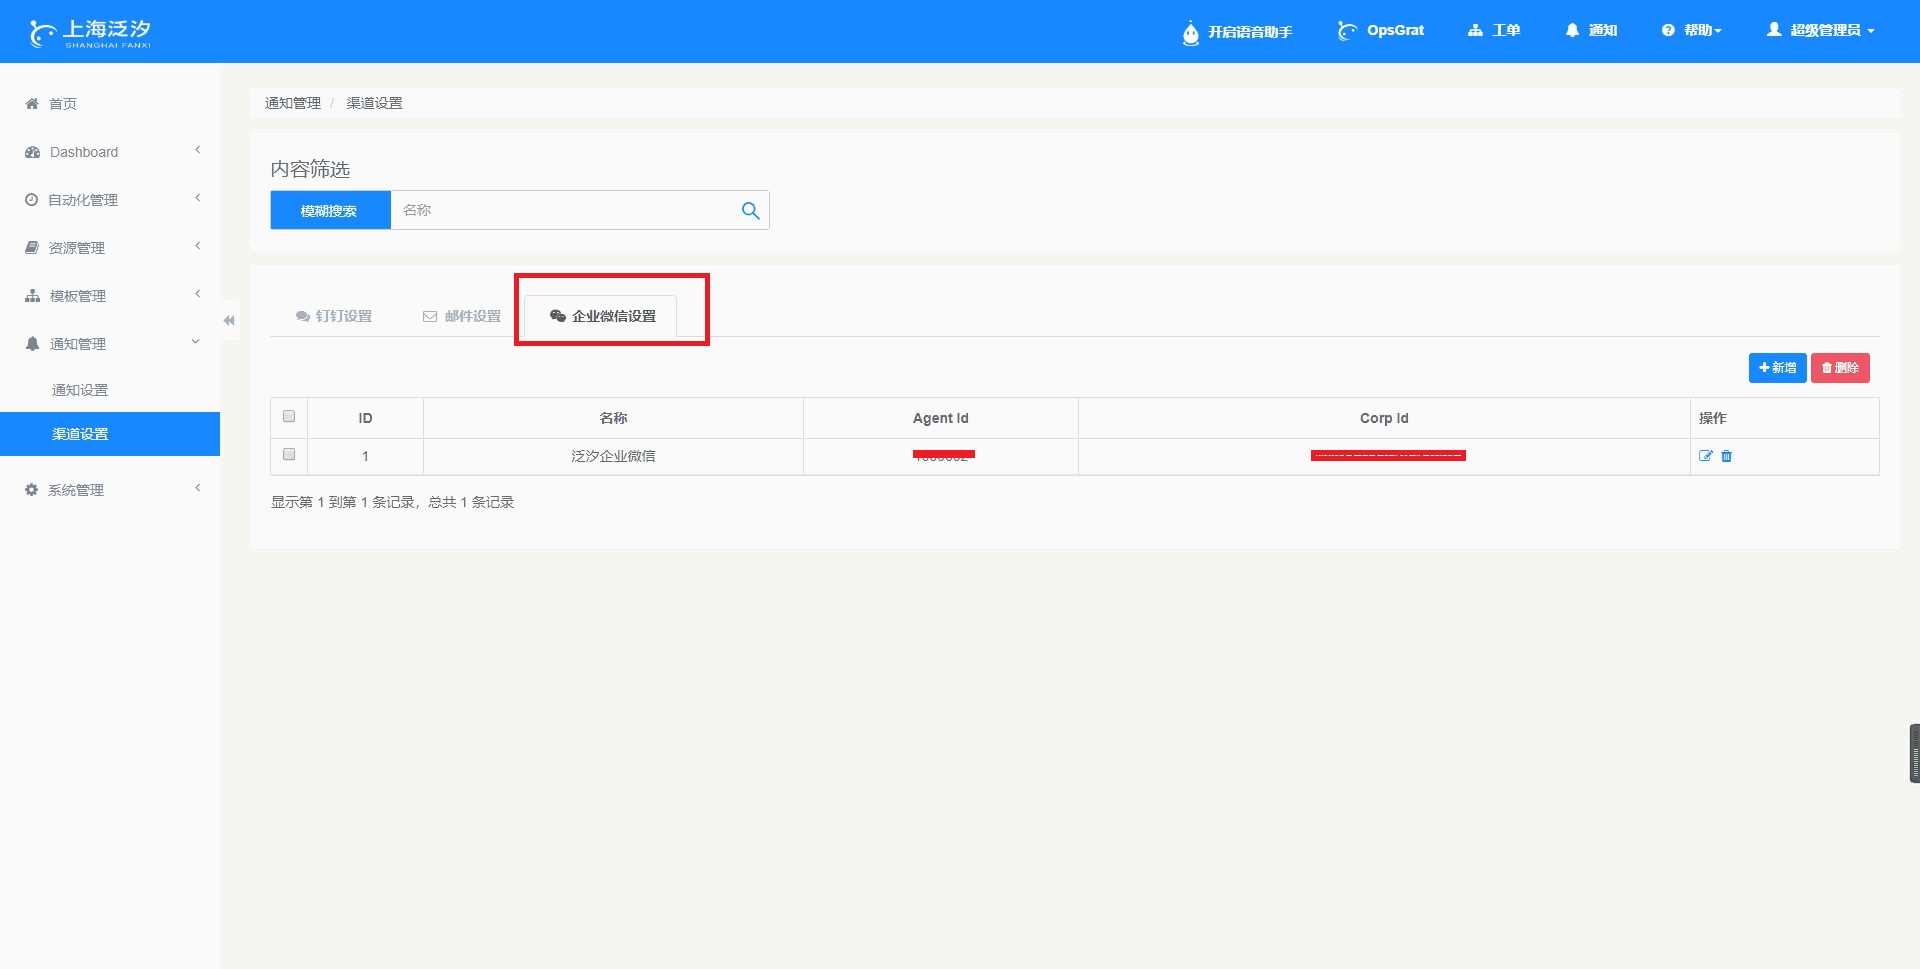 上海泛汐
SHANGHAI FANXI
开启语音助手
OpsGrat
工单
通知
帮助
超级管理员
首页
Dashboard
自动化管理
资源管理
模板管理
通知管理
通知设置
渠道设置
系统管理
通知管理 / 渠道设置
内容筛选
模糊搜索 名称
钉钉设置 邮件设置 企业微信设置
新增 删除
ID 名称 Agent Id Corp Id 操作
1 泛汐企业微信
显示第 1 到第 1 条记录，总共 1 条记录